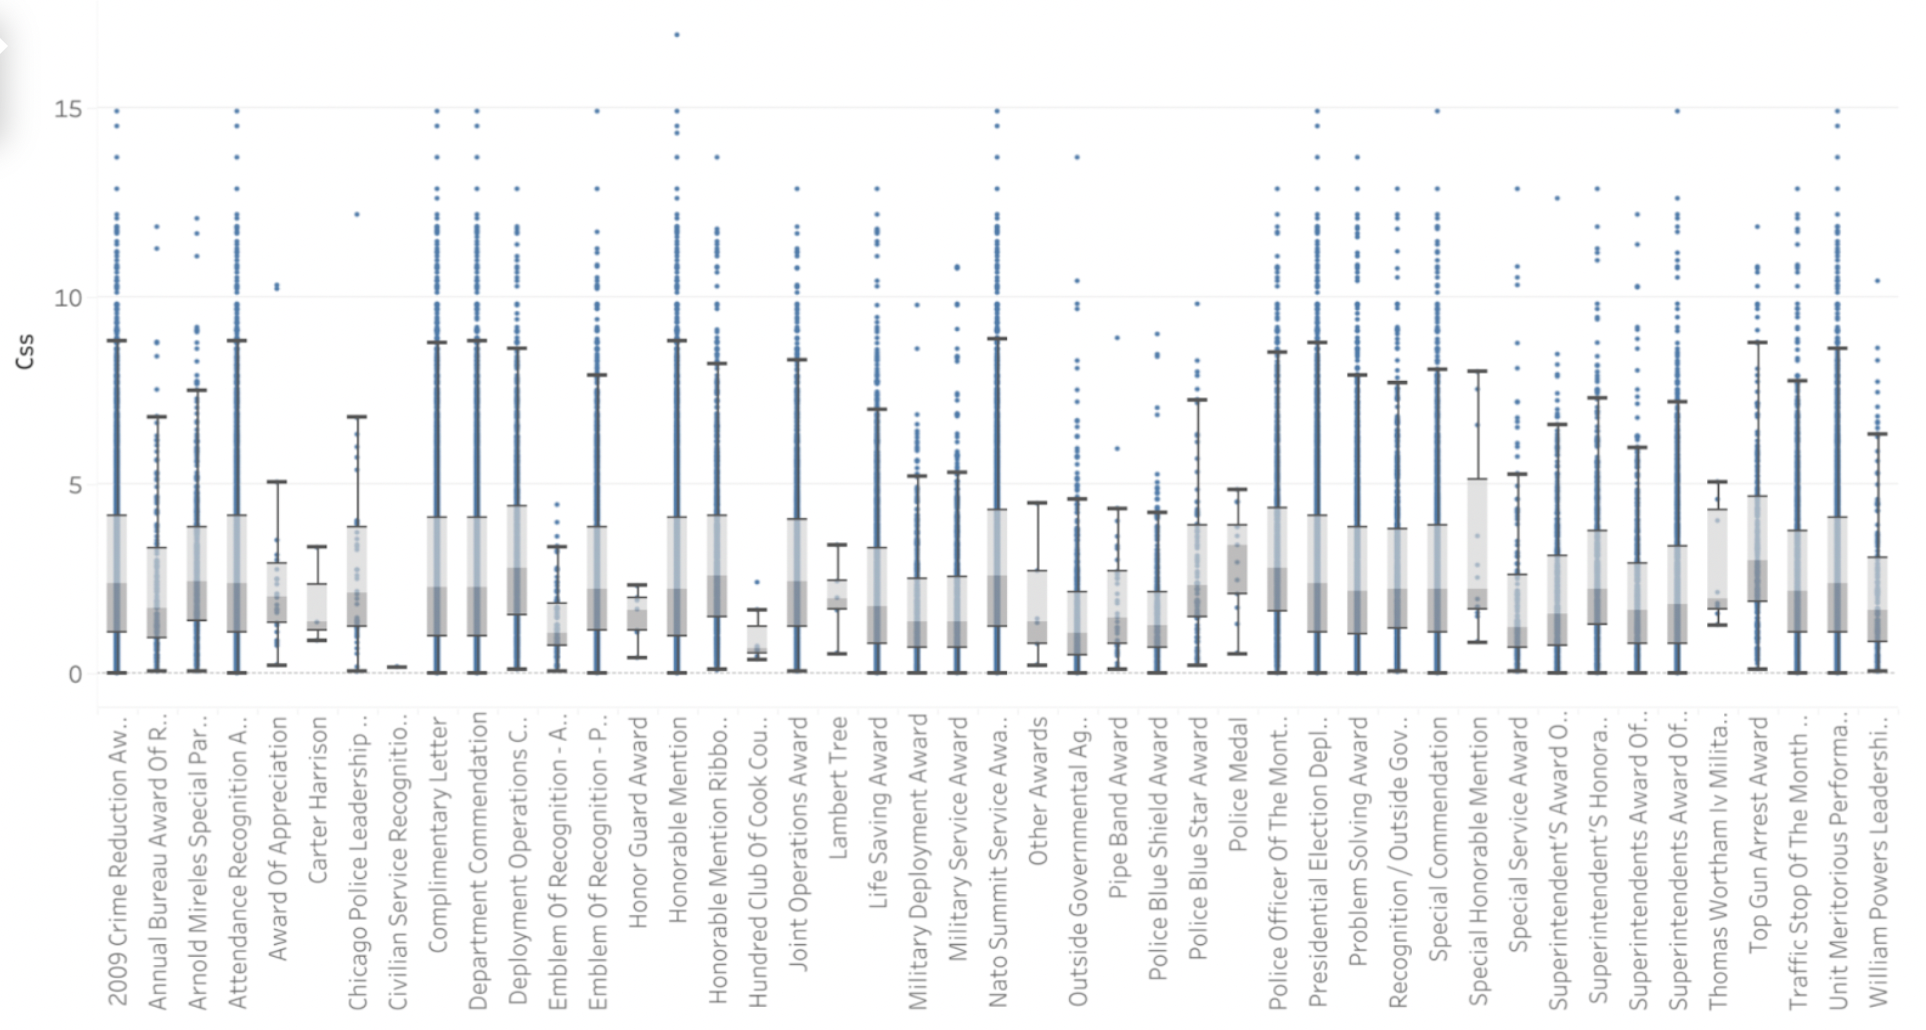 15
10
5
0
Css
2009 Crime Reduction Aw..
Annual Bureau Award Of R..
Arnold Mireles Special Par..
Attendance Recognition A..
Award Of Appreciation
Carter Harrison
Chicago Police Leadership ..
Civilian Service Recognitio..
Complimentary Letter
Department Commendation
Deployment Operations C..
Emblem Of Recognition - A..
Emblem Of Recognition - P..
Honor Guard Award
Honorable Mention
Honorable Mention Ribbo..
Hundred Club Of Cook Cou..
Joint Operations Award
Lambert Tree
Life Saving Award
Military Deployment Award
Military Service Award
Nato Summit Service Awa..
Other Awards
Outside Governmental Ag..
Pipe Band Award
Police Blue Shield Award
Police Blue Star Award
Police Medal
Police Officer Of The Mont..
Presidential Election Depl..
Problem Solving Award
Recognition / Outside Gov..
Special Commendation
Special Honorable Mention
Special Service Award
Superintendent'S Award O..
Superintendent'S Honora..
Superintendents Award Of..
Superintendents Award Of..
Thomas Wortham Iv Milita..
Top Gun Arrest Award
Traffic Stop Of The Month ..
Unit Meritorious Performa..
William Powers Leadershi..